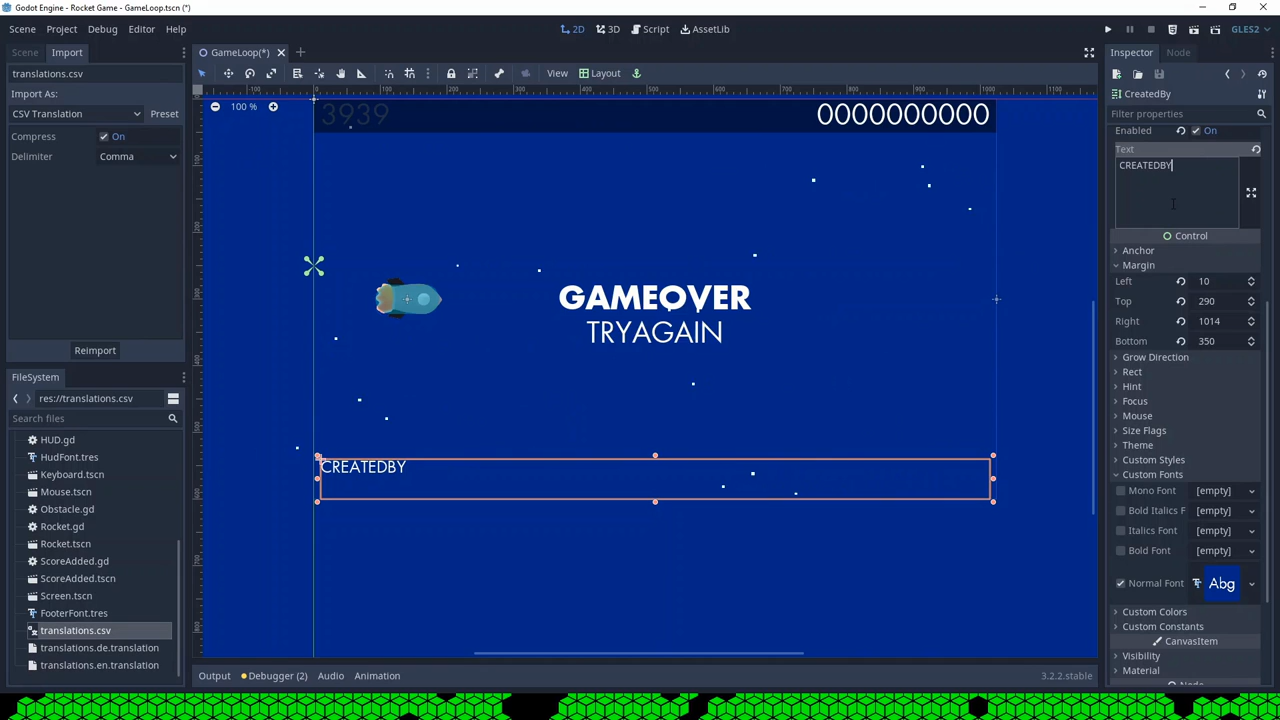 Godot Engine - Rocket Game - GameLoop.tscn (*)
Scene Project Debug Editor Help
2D 3D Script AssetLib
GLES2
Scene Import
GameLoop(*)
Inspector Node
translations.csv
View Layout
Import As:
CreatedBy
CSV Translation Preset
100 %
Filter properties
Compress On
Enabled On
Delimiter Comma
Text
CREATEDBY
3939
0000000000
Control
Anchor
Margin
Left 10
Top 290
Right 1014
Bottom 350
GAMEOVER
TRYAGAIN
Reimport
Grow Direction
Rect
Hint
Focus
Mouse
Size Flags
Theme
Custom Styles
Custom Fonts
Mono Font [empty]
Bold Italics F [empty]
Italics Font [empty]
Bold Font [empty]
Normal Font Abg
Custom Colors
Custom Constants
CanvasItem
Visibility
Material
FileSystem
res://translations.csv
Search files
HUD.gd
HudFont.tres
Keyboard.tscn
Mouse.tscn
Obstacle.gd
Rocket.gd
Rocket.tscn
ScoreAdded.gd
ScoreAdded.tscn
Screen.tscn
FooterFont.tres
translations.csv
translations.de.translation
translations.en.translation
CREATEDBY
Output Debugger (2) Audio Animation
3.2.2.stable